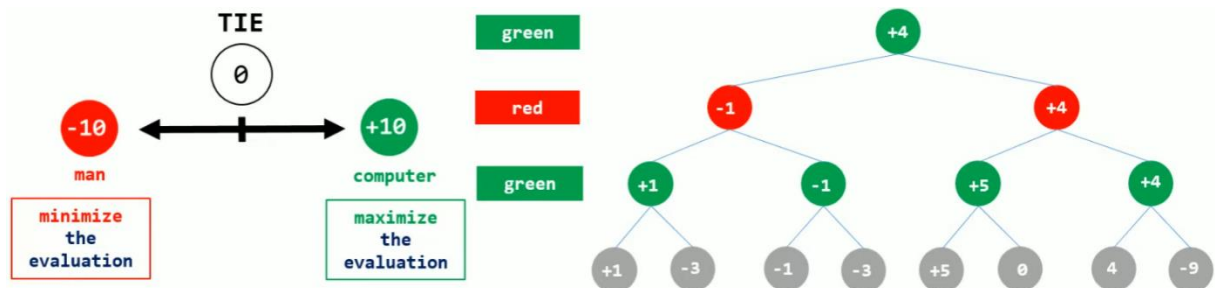 TIE
0
-10
+10
man
computer
minimize
the
evaluation
maximize
the
evaluation
green
red
green
+4
-1 +4
+1 -1 +5 +4
+1 -3 -1 -3 +5 0 4 -9